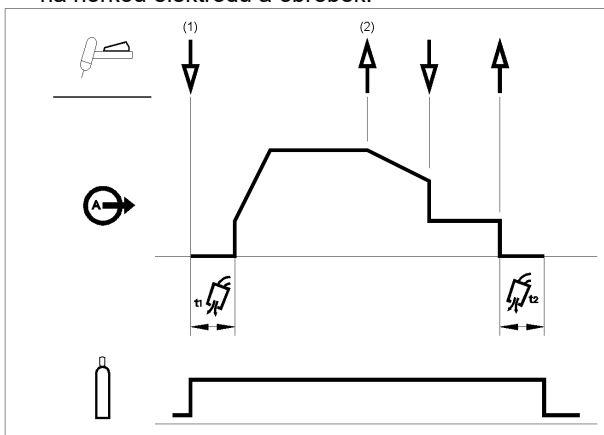 na horkou elektrodu a obrobek.
(1) (2)
A
t1 t2